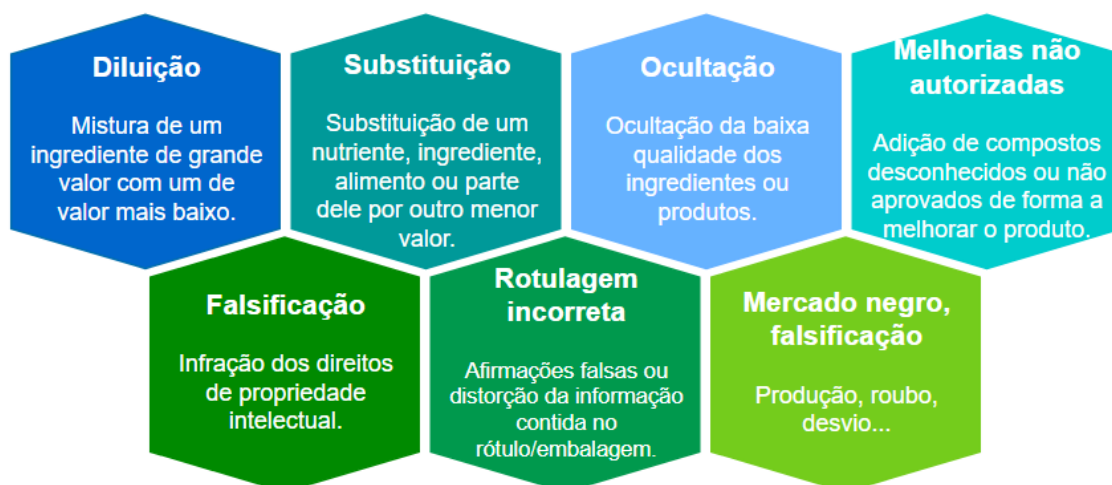 Diluição
Mistura de um
ingrediente de grande
valor com um de
valor mais baixo.
Substituição
Substituição de um
nutriente, ingrediente,
alimento ou parte
dele por outro menor
valor.
Ocultação
Ocultação da baixa
qualidade dos
ingredientes ou
produtos.
Melhorias não
autorizadas
Adição de compostos
desconhecidos ou não
aprovados de forma a
melhorar o produto.
Falsificação
Infração dos direitos
de propriedade
intelectual.
Rotulagem
incorreta
Afirmações falsas ou
distorção da informação
contida no
rótulo/embalagem.
Mercado negro,
falsificação
Produção, roubo,
desvio...